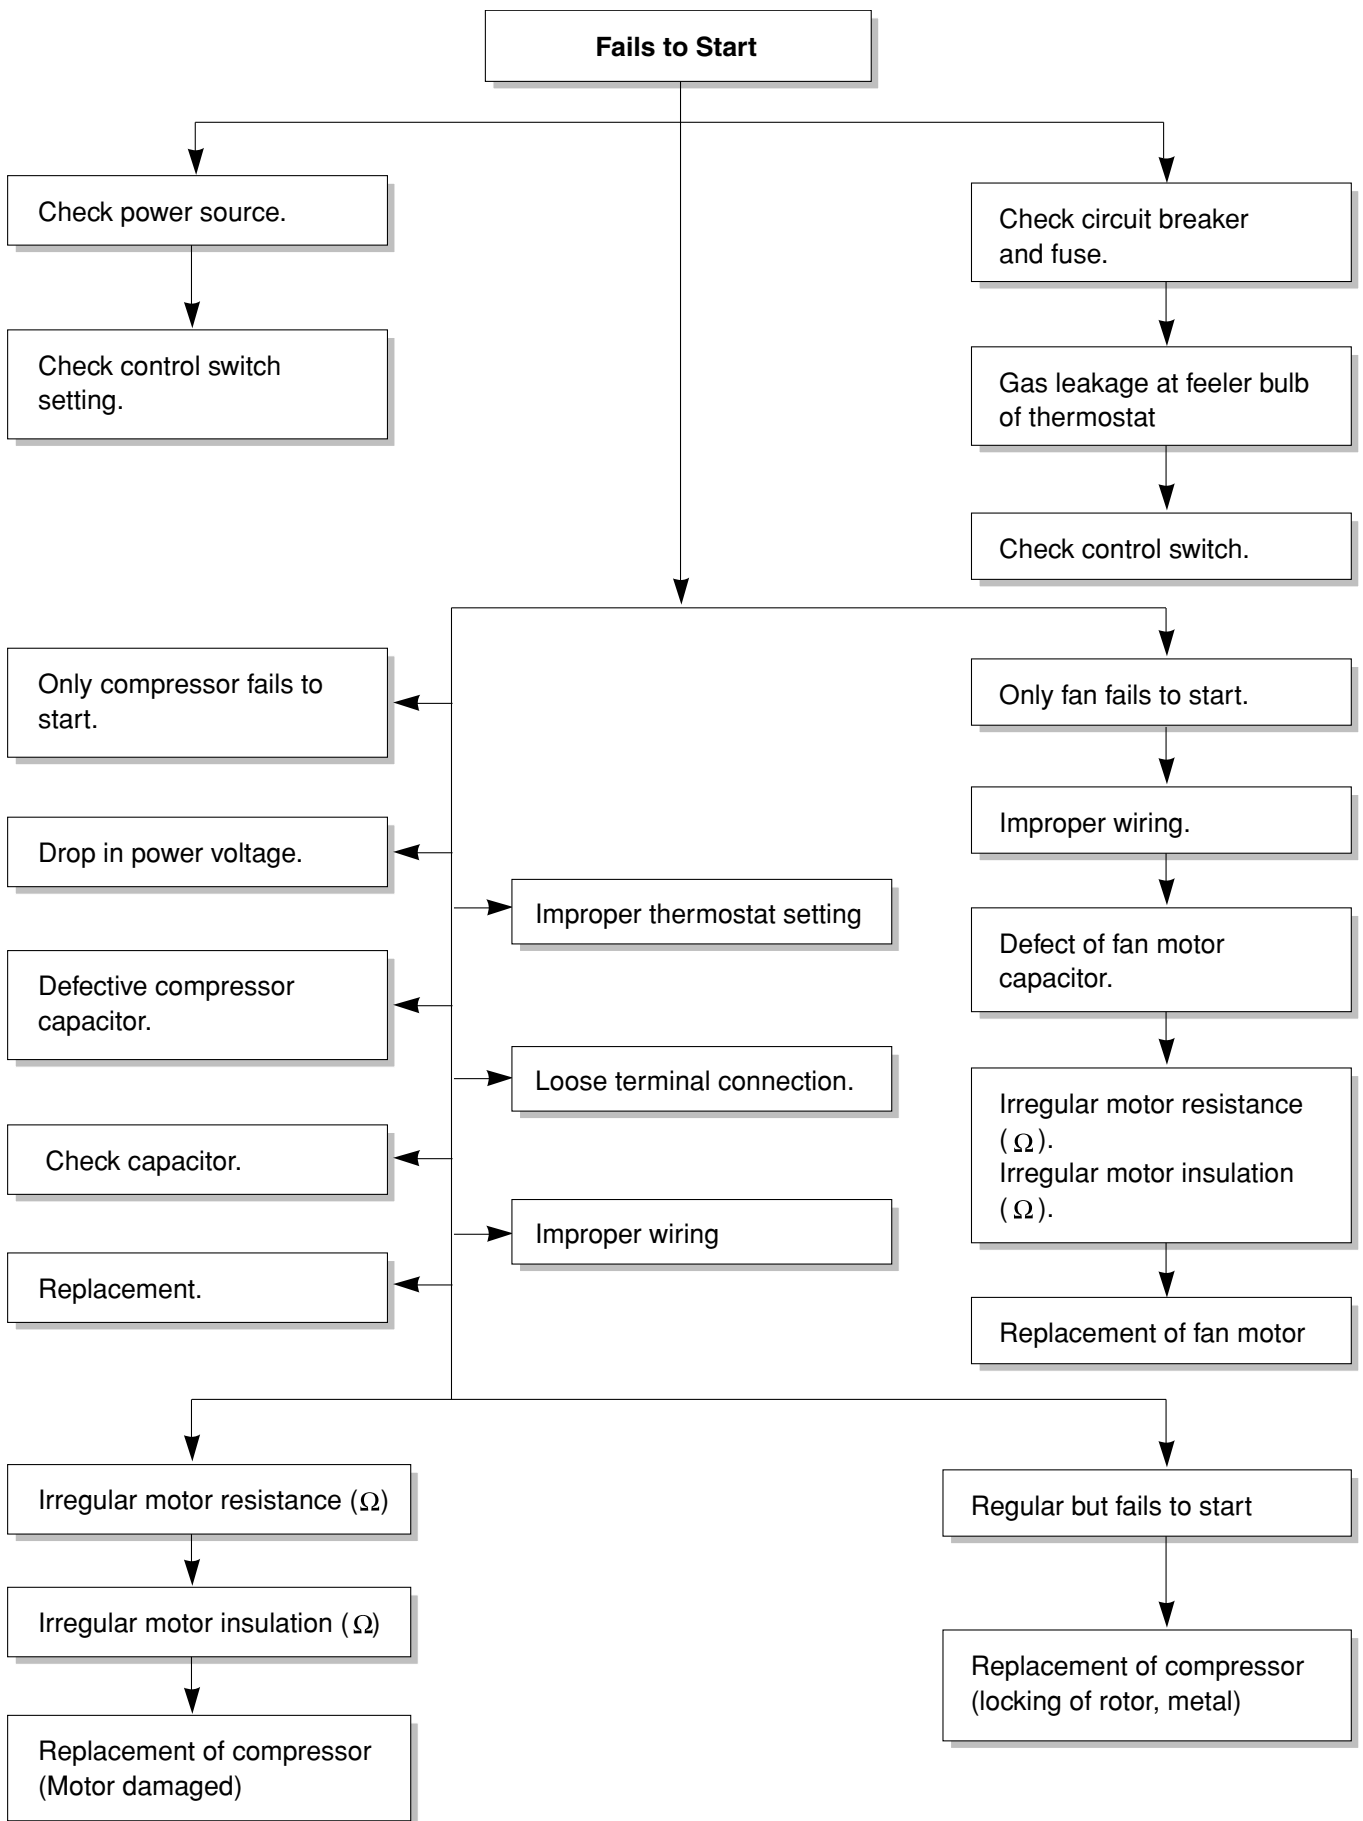 Fails to Start
Check power source.
Check control switch
setting.
Check circuit breaker
and fuse.
Gas leakage at feeler bulb
of thermostat
Check control switch.
Only compressor fails to
start.
Drop in power voltage.
Defective compressor
capacitor.
Check capacitor.
Replacement.
Improper thermostat setting
Loose terminal connection.
Improper wiring
Only fan fails to start.
Improper wiring.
Defect of fan motor
capacitor.
Irregular motor resistance
(Ω).
Irregular motor insulation
(Ω).
Replacement of fan motor
Irregular motor resistance (Ω)
Irregular motor insulation (Ω)
Replacement of compressor
(Motor damaged)
Regular but fails to start
Replacement of compressor
(locking of rotor, metal)